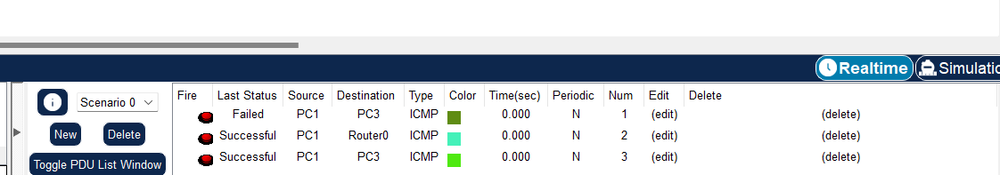 Realtime Simulatio
Fire Last Status Source Destination Type Color Time(sec) Periodic Num Edit Delete
i Scenario 0
Failed PC1 PC3 ICMP 0.000 N 1 (edit) (delete)
New Delete
Successful PC1 Router0 ICMP 0.000 N 2 (edit) (delete)
Successful PC1 PC3 ICMP 0.000 N 3 (edit) (delete)
Toggle PDU List Window